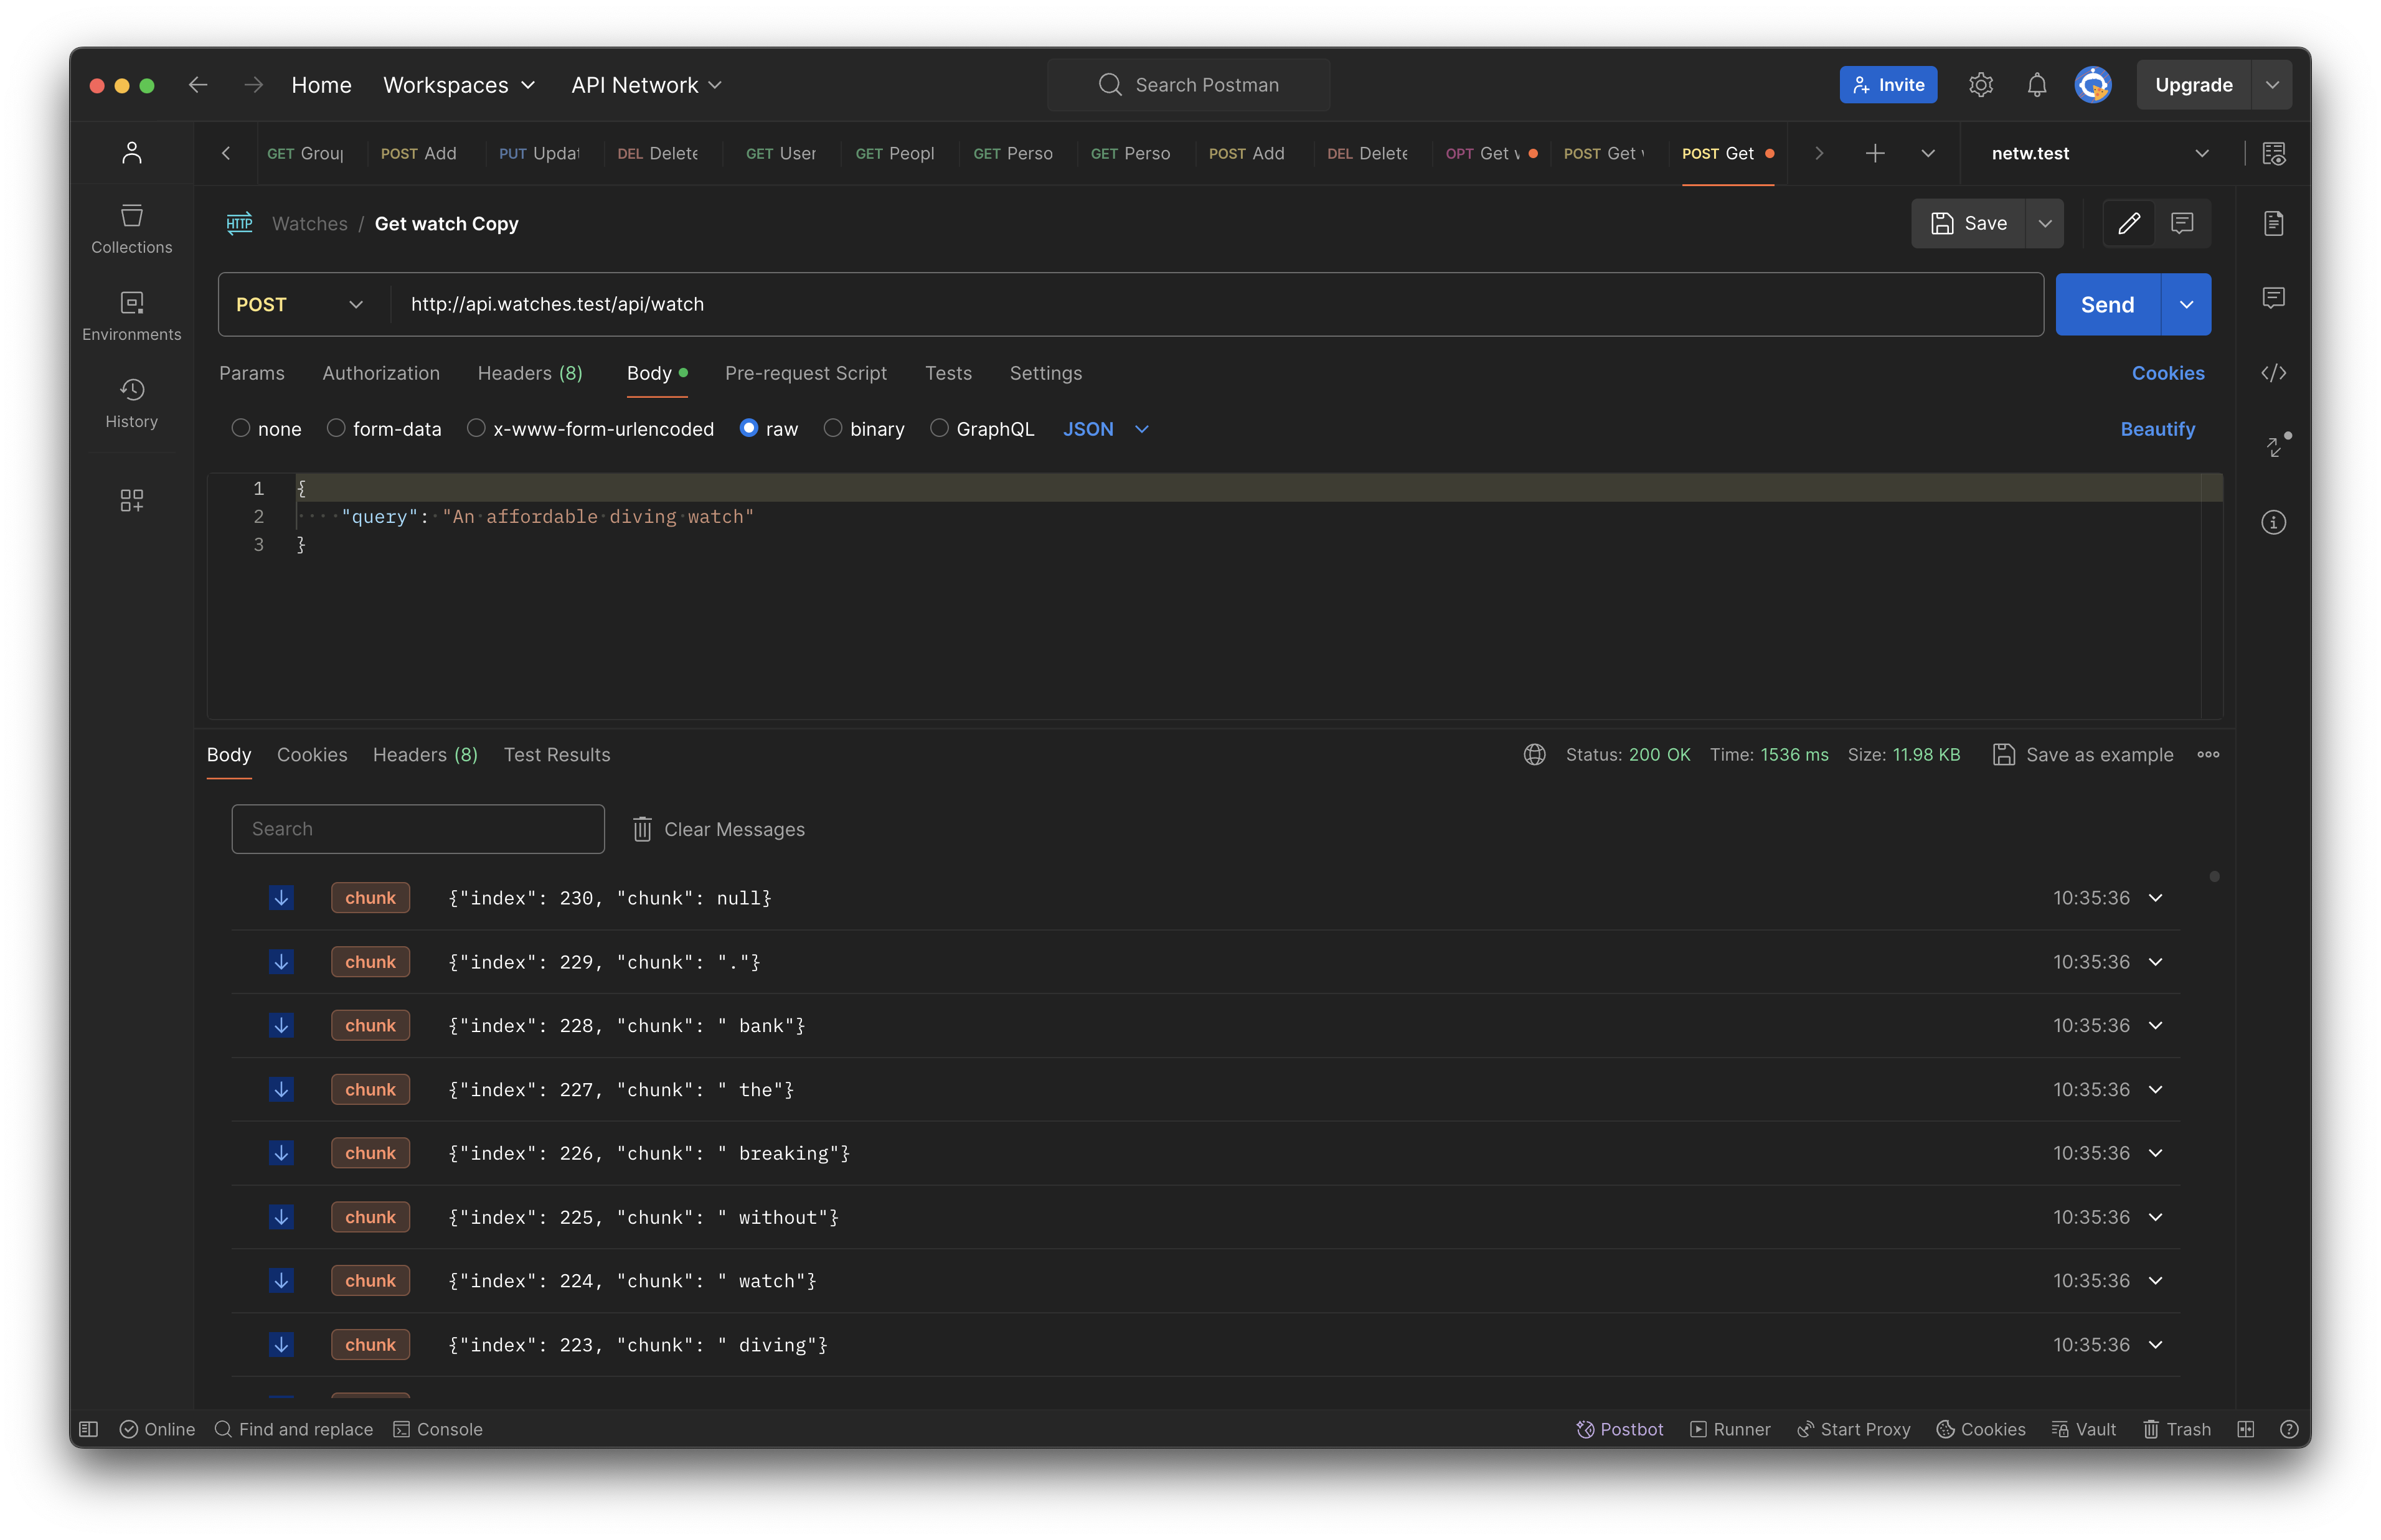 Home Workspaces API Network Search Postman Invite Upgrade
GET Group POST Add PUT Updat DEL Delete GET User GET Peopl GET Perso GET Perso POST Add DEL Delete OPT Get POST Get POST Get netw.test
HTTP Watches / Get watch Copy Save
Collections
Environments
History
POST http://api.watches.test/api/watch Send
Params Authorization Headers (8) Body Pre-request Script Tests Settings Cookies
none form-data x-www-form-urlencoded raw binary GraphQL JSON Beautify
1 {
2 "query": "An affordable diving watch"
3 }
Body Cookies Headers (8) Test Results Status: 200 OK Time: 1536 ms Size: 11.98 KB Save as example
Search Clear Messages
chunk {"index": 230, "chunk": null} 10:35:36
chunk {"index": 229, "chunk": "."} 10:35:36
chunk {"index": 228, "chunk": " bank"} 10:35:36
chunk {"index": 227, "chunk": " the"} 10:35:36
chunk {"index": 226, "chunk": " breaking"} 10:35:36
chunk {"index": 225, "chunk": " without"} 10:35:36
chunk {"index": 224, "chunk": " watch"} 10:35:36
chunk {"index": 223, "chunk": " diving"} 10:35:36
Online Find and replace Console Postbot Runner Start Proxy Cookies Vault Trash